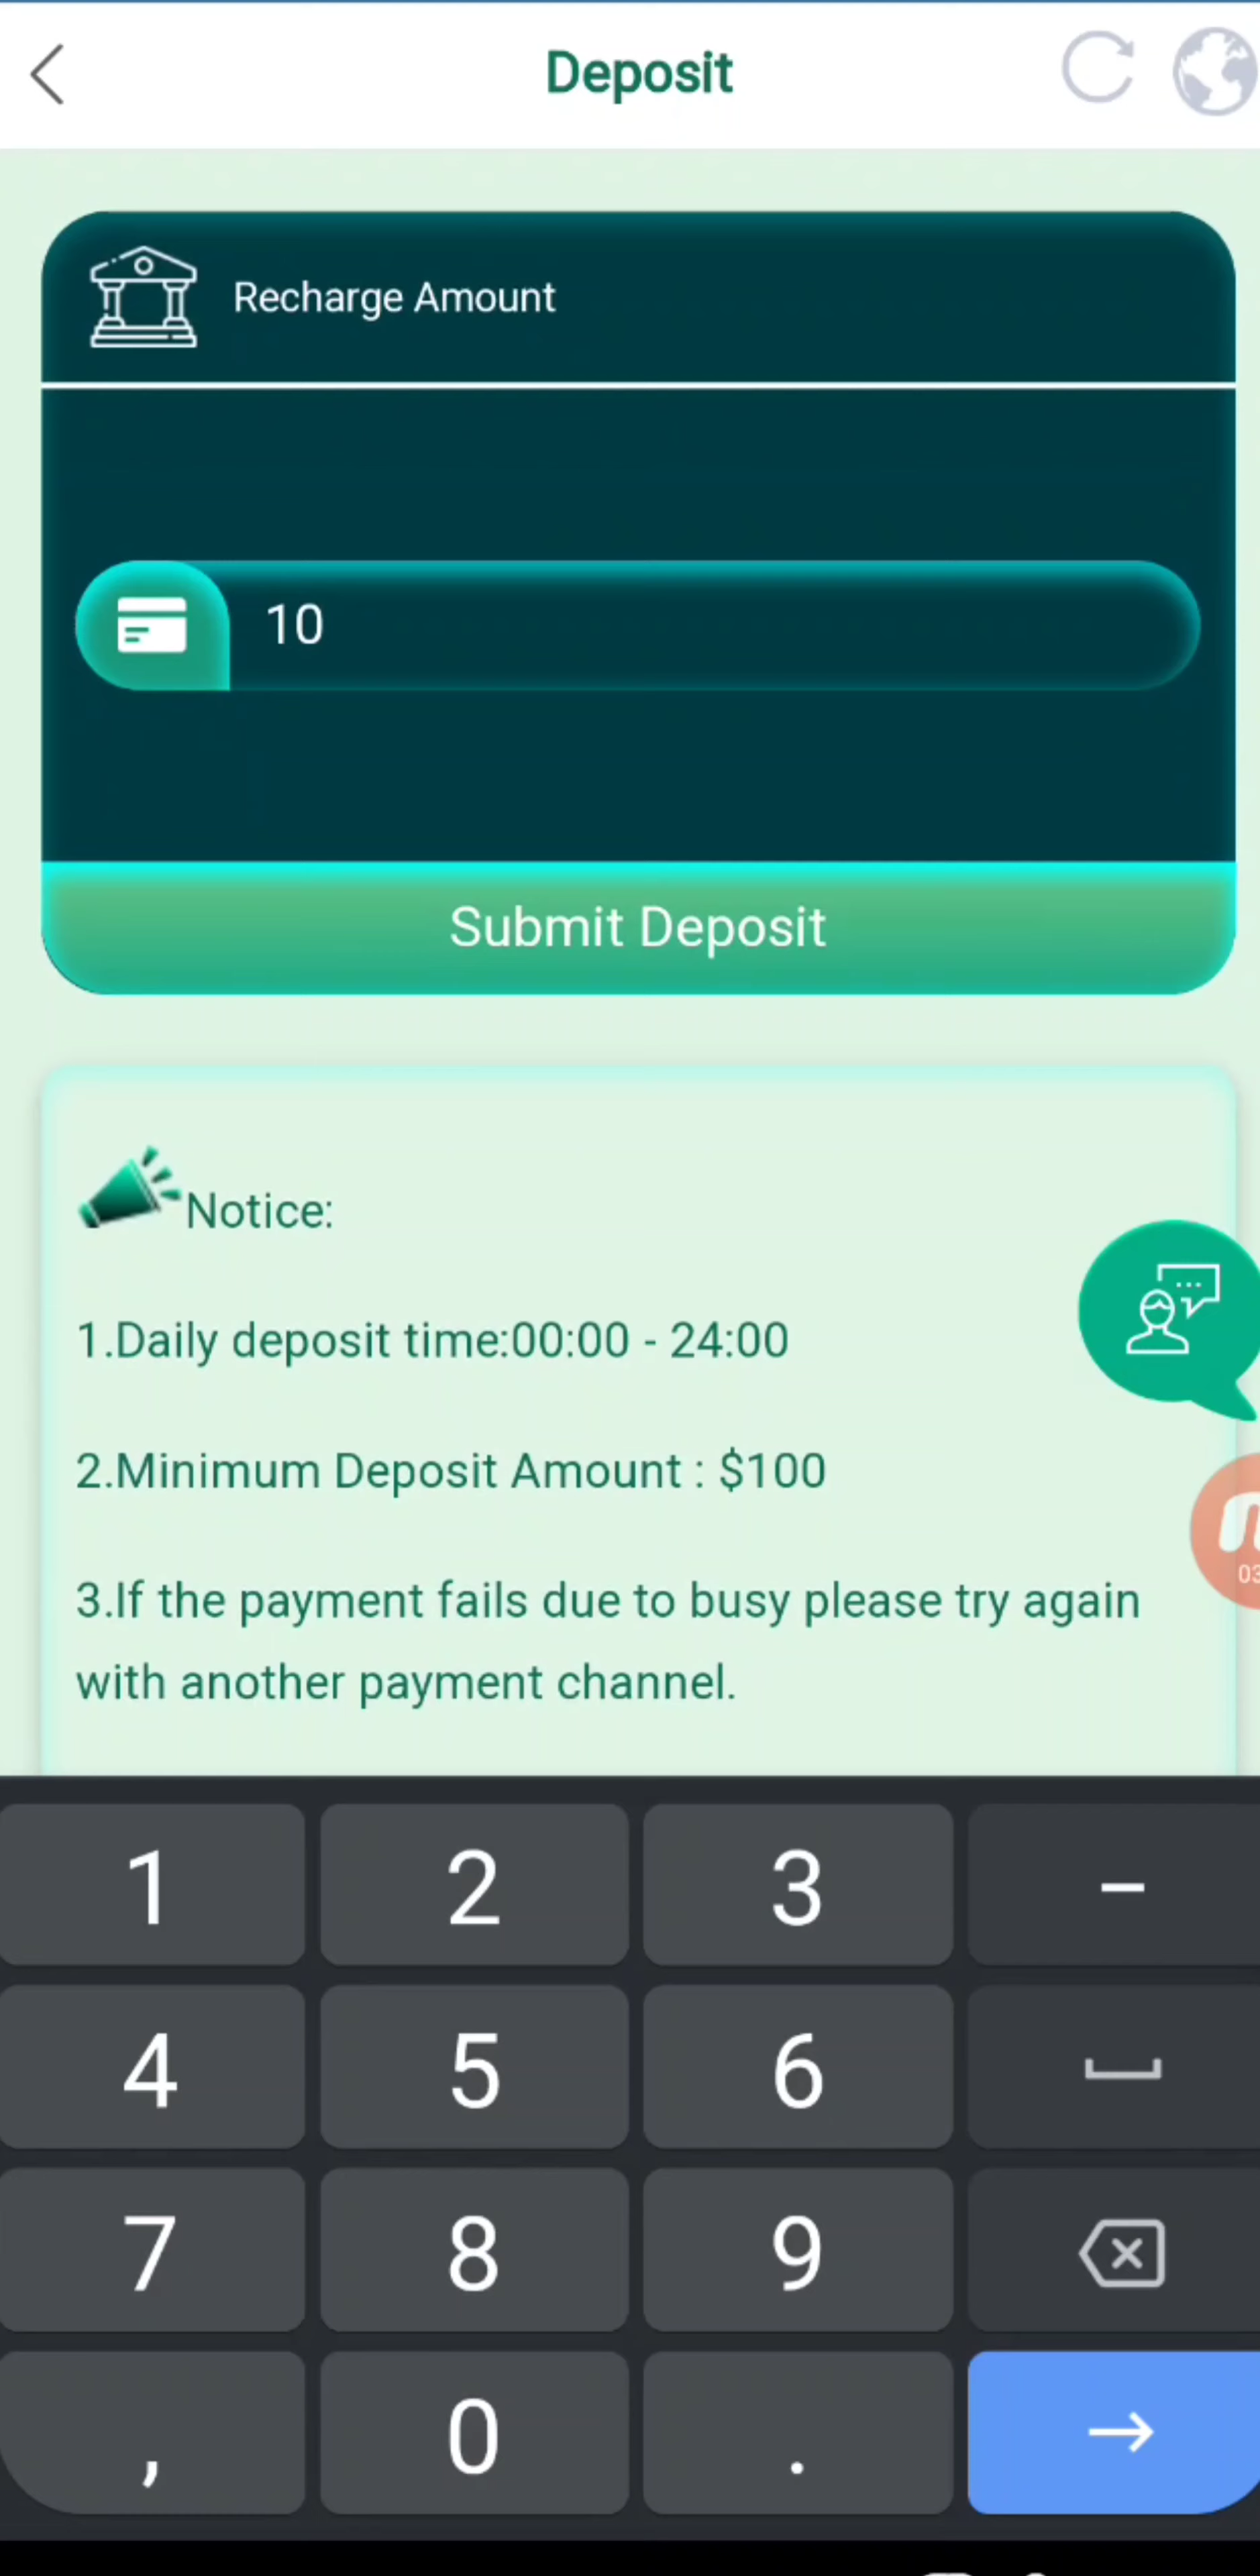 Deposit
Recharge Amount
10
Submit Deposit
Notice:
1.Daily deposit time:00:00 - 24:00
2.Minimum Deposit Amount : $100
3.If the payment fails due to busy please try again
with another payment channel.
03
1 2 3 –
4 5 6
7 8 9
, 0 .